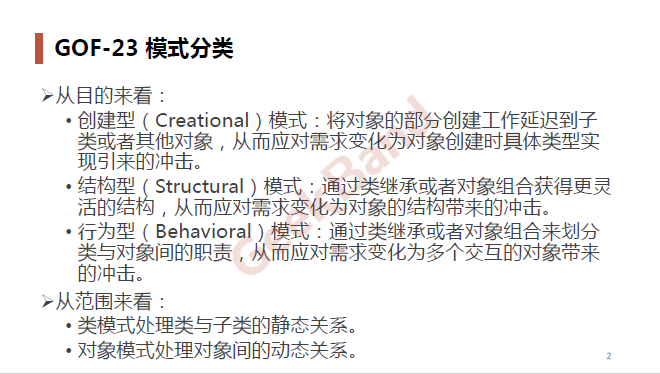 GOF-23 模式分类
➢从目的来看：
• 创建型（Creational）模式：将对象的部分创建工作延迟到子
类或者其他对象，从而应对需求变化为对象创建时具体类型实
现引来的冲击。
• 结构型（Structural）模式：通过类继承或者对象组合获得更灵
活的结构，从而应对需求变化为对象的结构带来的冲击。
• 行为型（Behavioral）模式：通过类继承或者对象组合来划分
类与对象间的职责，从而应对需求变化为多个交互的对象带来
的冲击。
➢从范围来看：
• 类模式处理类与子类的静态关系。
• 对象模式处理对象间的动态关系。
2
GeekBand